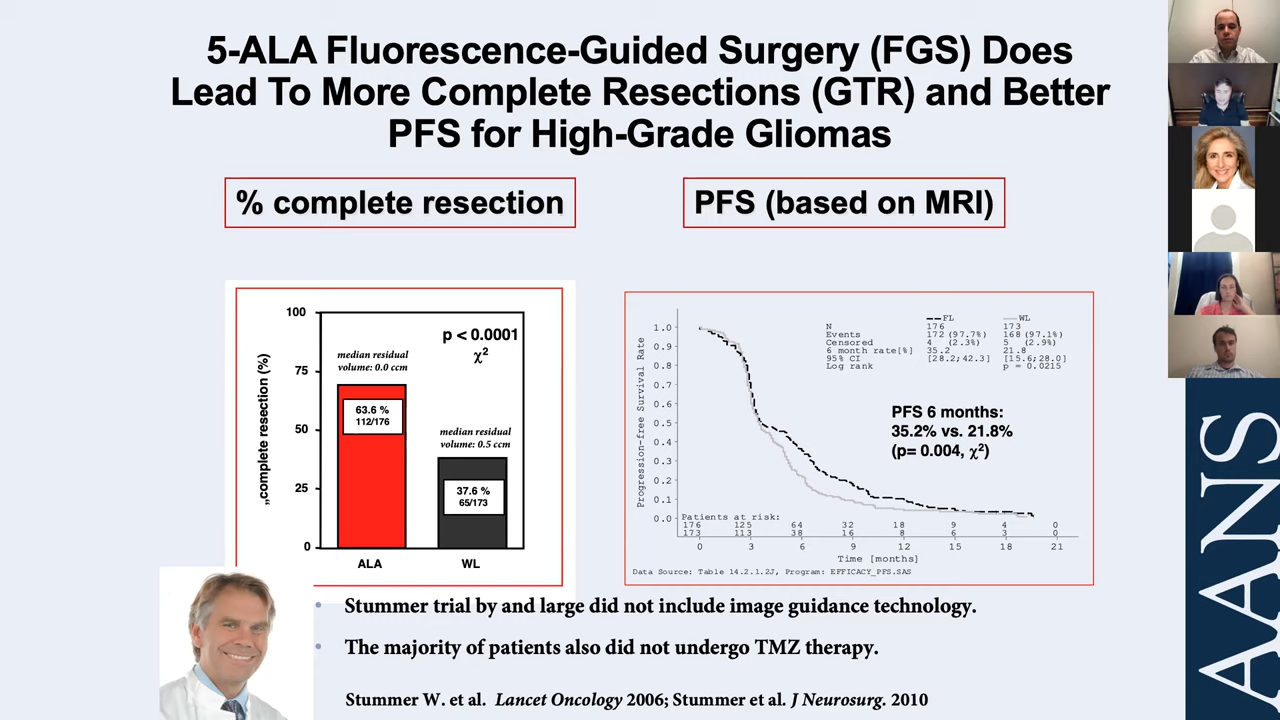 5-ALA Fluorescence-Guided Surgery (FGS) Does
Lead To More Complete Resections (GTR) and Better
PFS for High-Grade Gliomas
% complete resection
PFS (based on MRI)
„complete resection (%)
100
75
50
25
0
p < 0.0001
χ²
median residual
volume: 0.0 ccm
63.6 %
112/176
median residual
volume: 0.5 ccm
37.6 %
65/173
ALA
WL
Progression-free Survival Rate
1.0
0.9
0.8
0.7
0.6
0.5
0.4
0.3
0.2
0.1
0.0
FL WL
N 176 173
Events 172 (97.7%) 168 (97.1%)
Censored 4 (2.3%) 5 (2.9%)
6 month rate[%] 35.2 21.8
95% CI [28.2;42.3] [15.6;28.0]
Log rank p = 0.0215
PFS 6 months:
35.2% vs. 21.8%
(p= 0.004, χ²)
Patients at risk:
176 125 64 32 18 9 4 0
173 113 38 16 8 6 3 0
0 3 6 9 12 15 18 21
Time [months]
Data Source: Table 14.2.1.2J, Program: EFFICACY_PFS.SAS
• Stummer trial by and large did not include image guidance technology.
• The majority of patients also did not undergo TMZ therapy.
Stummer W. et al. Lancet Oncology 2006; Stummer et al. J Neurosurg. 2010
AANS